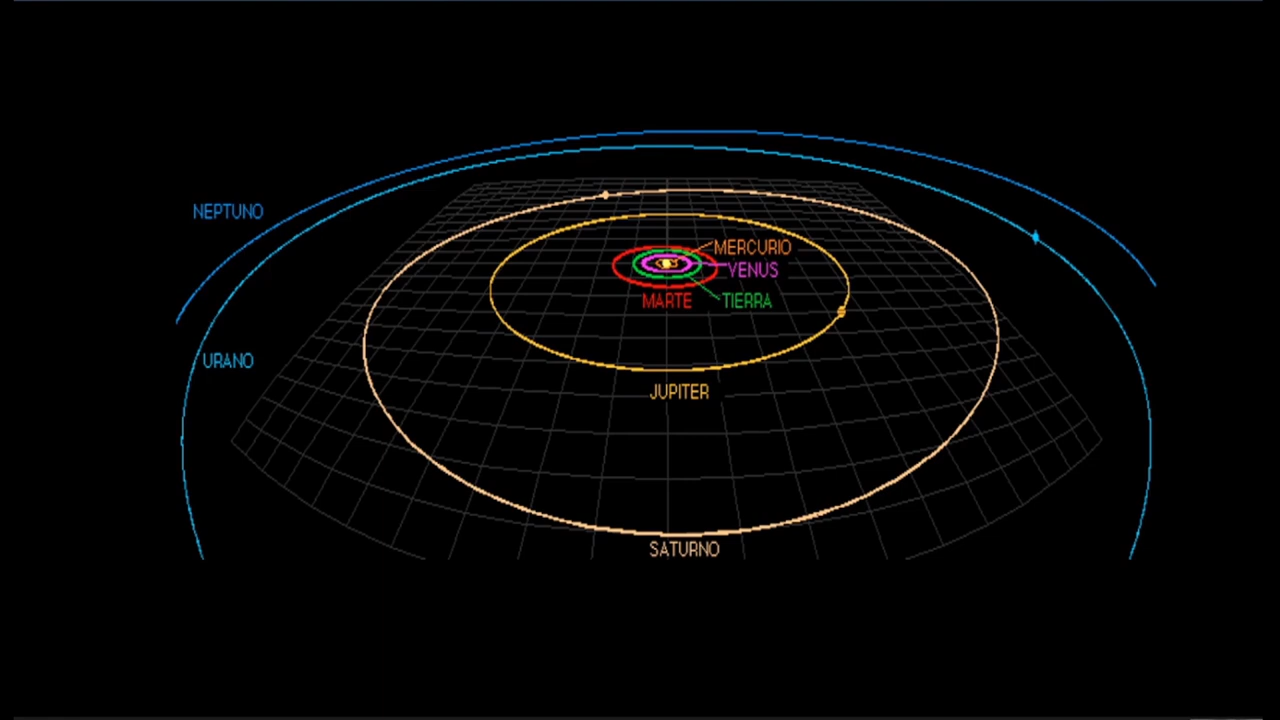 NEPTUNO
MERCURIO
VENUS
MARTE
TIERRA
URANO
JUPITER
SATURNO